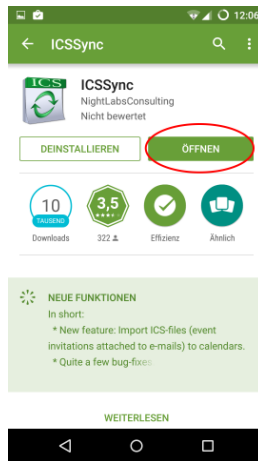 12:06
ICSSync
ICS
ICSSync
NightLabsConsulting
Nicht bewertet
DEINSTALLIEREN
ÖFFNEN
10
TAUSEND
3,5
Downloads
322
Effizienz
Ähnlich
NEUE FUNKTIONEN
In short:
* New feature: Import ICS-files (event
invitations attached to e-mails) to calendars.
* Quite a few bug-fixes
WEITERLESEN